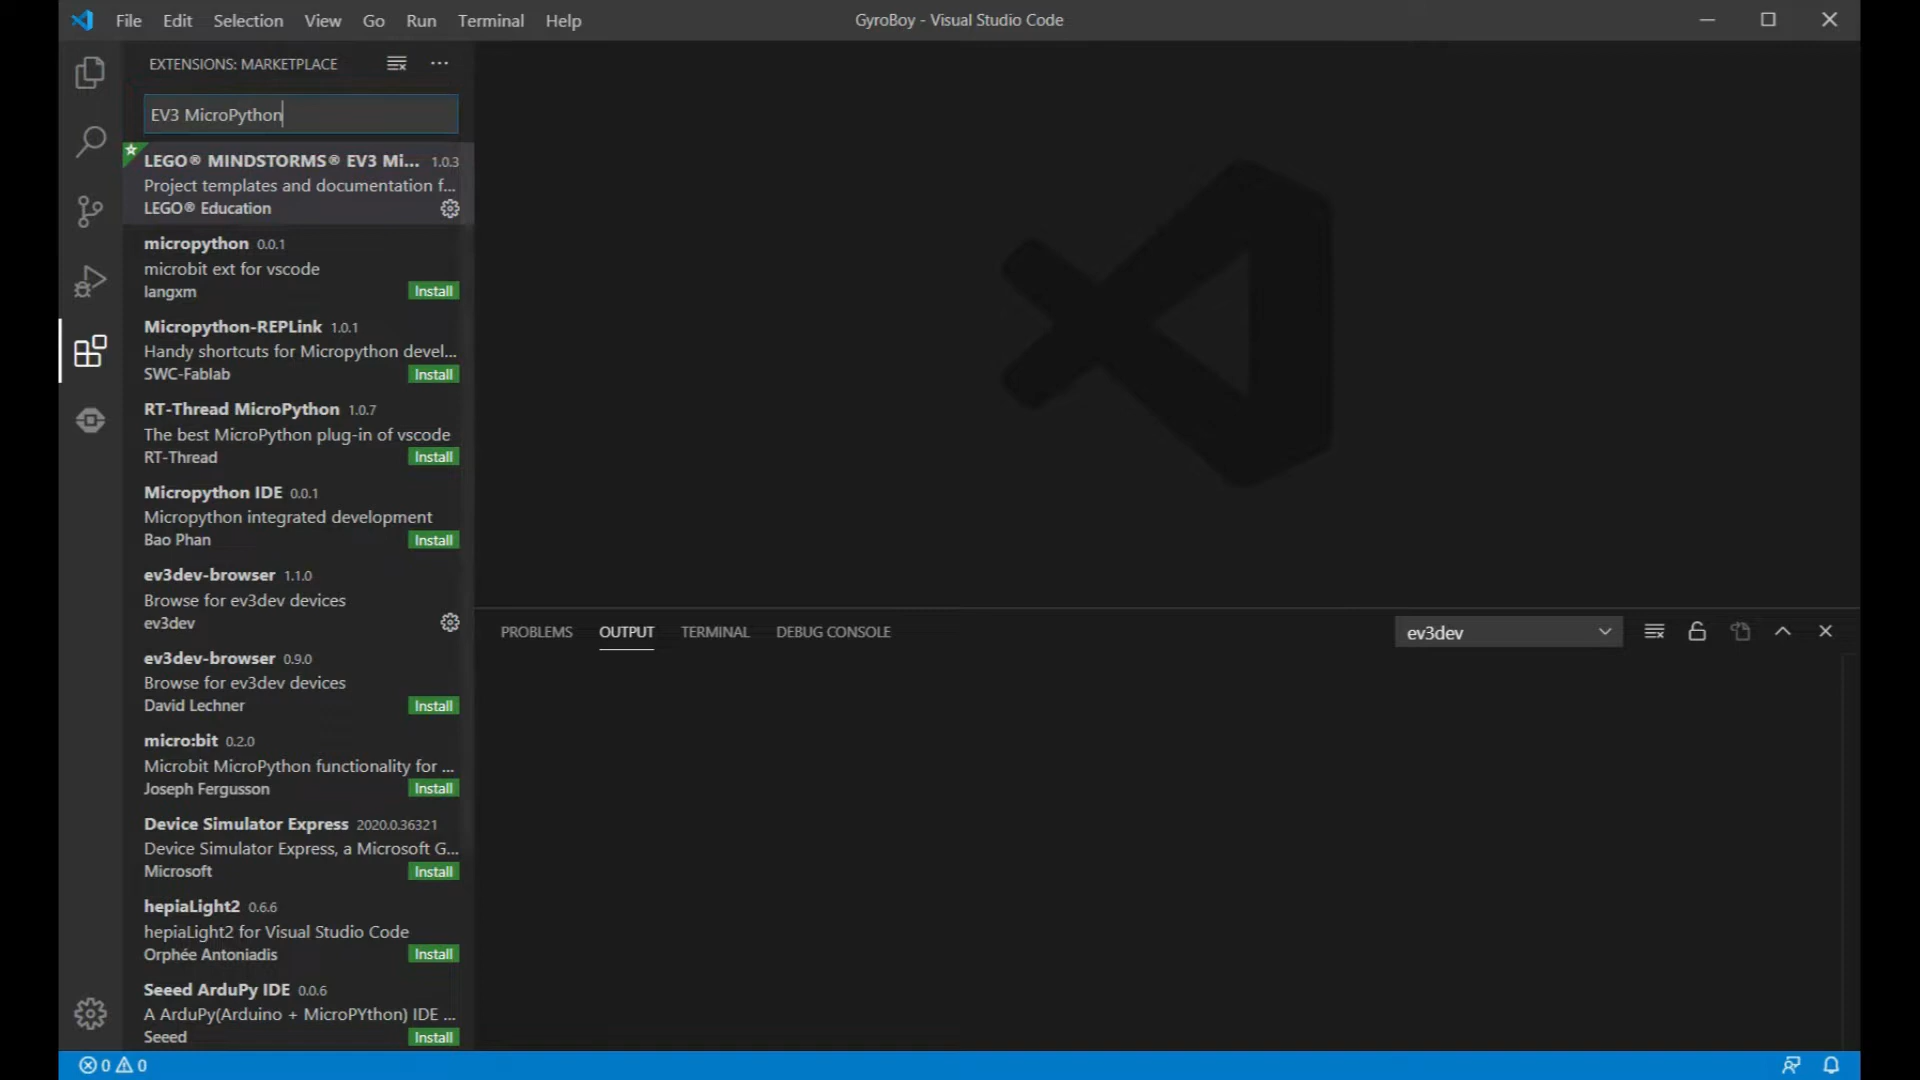 File Edit Selection View Go Run Terminal Help
GyroBoy - Visual Studio Code
EXTENSIONS: MARKETPLACE
EV3 MicroPython
LEGO® MINDSTORMS® EV3 Mi... 1.0.3
Project templates and documentation f...
LEGO® Education
micropython 0.0.1
microbit ext for vscode
langxm Install
Micropython-REPLink 1.0.1
Handy shortcuts for Micropython devel...
SWC-Fablab Install
RT-Thread MicroPython 1.0.7
The best MicroPython plug-in of vscode
RT-Thread Install
Micropython IDE 0.0.1
Micropython integrated development
Bao Phan Install
ev3dev-browser 1.1.0
Browse for ev3dev devices
ev3dev
ev3dev-browser 0.9.0
Browse for ev3dev devices
David Lechner Install
micro:bit 0.2.0
Microbit MicroPython functionality for ...
Joseph Fergusson Install
Device Simulator Express 2020.0.36321
Device Simulator Express, a Microsoft G...
Microsoft Install
hepiaLight2 0.6.6
hepiaLight2 for Visual Studio Code
Orphée Antoniadis Install
Seeed ArduPy IDE 0.0.6
A ArduPy(Arduino + MicroPYthon) IDE ...
Seeed Install
PROBLEMS OUTPUT TERMINAL DEBUG CONSOLE
ev3dev
0 0